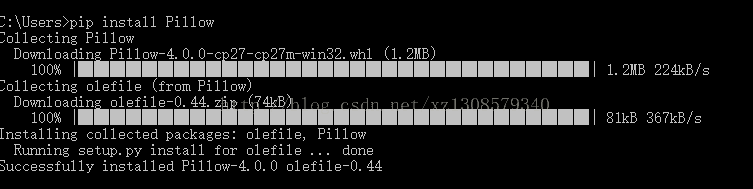 C:\Users>pip install Pillow
Collecting Pillow
Downloading Pillow-4.0.0-cp27-cp27m-win32.whl (1.2MB)
100% |████████████████████████████████| 1.2MB 224kB/s
Collecting olefile (from Pillow)
Downloading olefile-0.44.zip (74kB)
100% |████████████████████████████████| 81kB 367kB/s
blog.csdn.net/xz1308579340
Installing collected packages: olefile, Pillow
Running setup.py install for olefile ... done
Successfully installed Pillow-4.0.0 olefile-0.44